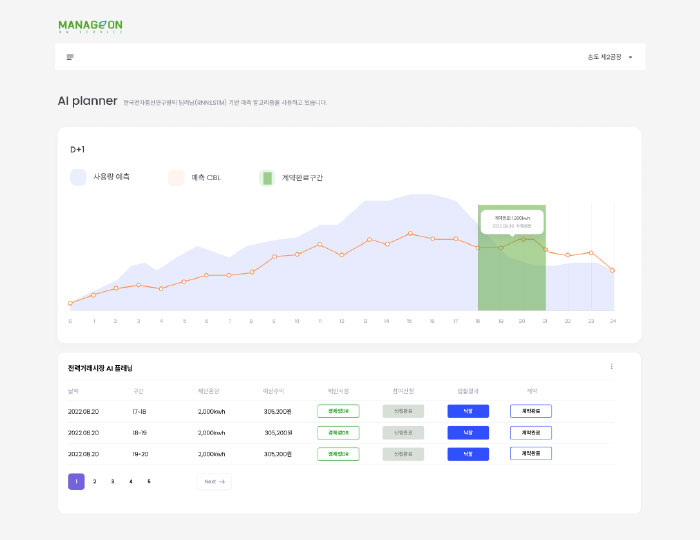 MANAGEON
송도 제2공장
AI planner 한국전자통신연구원의 딥러닝(RNN:LSTM) 기반 예측 알고리즘을 사용하고 있습니다.
D+1
사용량 예측 예측 CBL 계약완료구간
계약완료 1,200kwh
0 1 2 3 4 5 6 7 8 9 10 11 12 13 14 15 16 17 18 19 20 21 22 23 24
전력거래시장 AI 플래닝
날짜 구간 제안용량 예상수익 제안시장 참여신청 입찰결과 계약
2022.08.20 17-18 2,000kwh 305,200원 경제성DR 신청완료 낙찰 계약완료
2022.08.20 18-19 2,000kwh 305,200원 경제성DR 신청완료 낙찰 계약완료
2022.08.20 19-20 2,000kwh 305,200원 경제성DR 신청완료 낙찰 계약완료
1 2 3 4 5 Next →